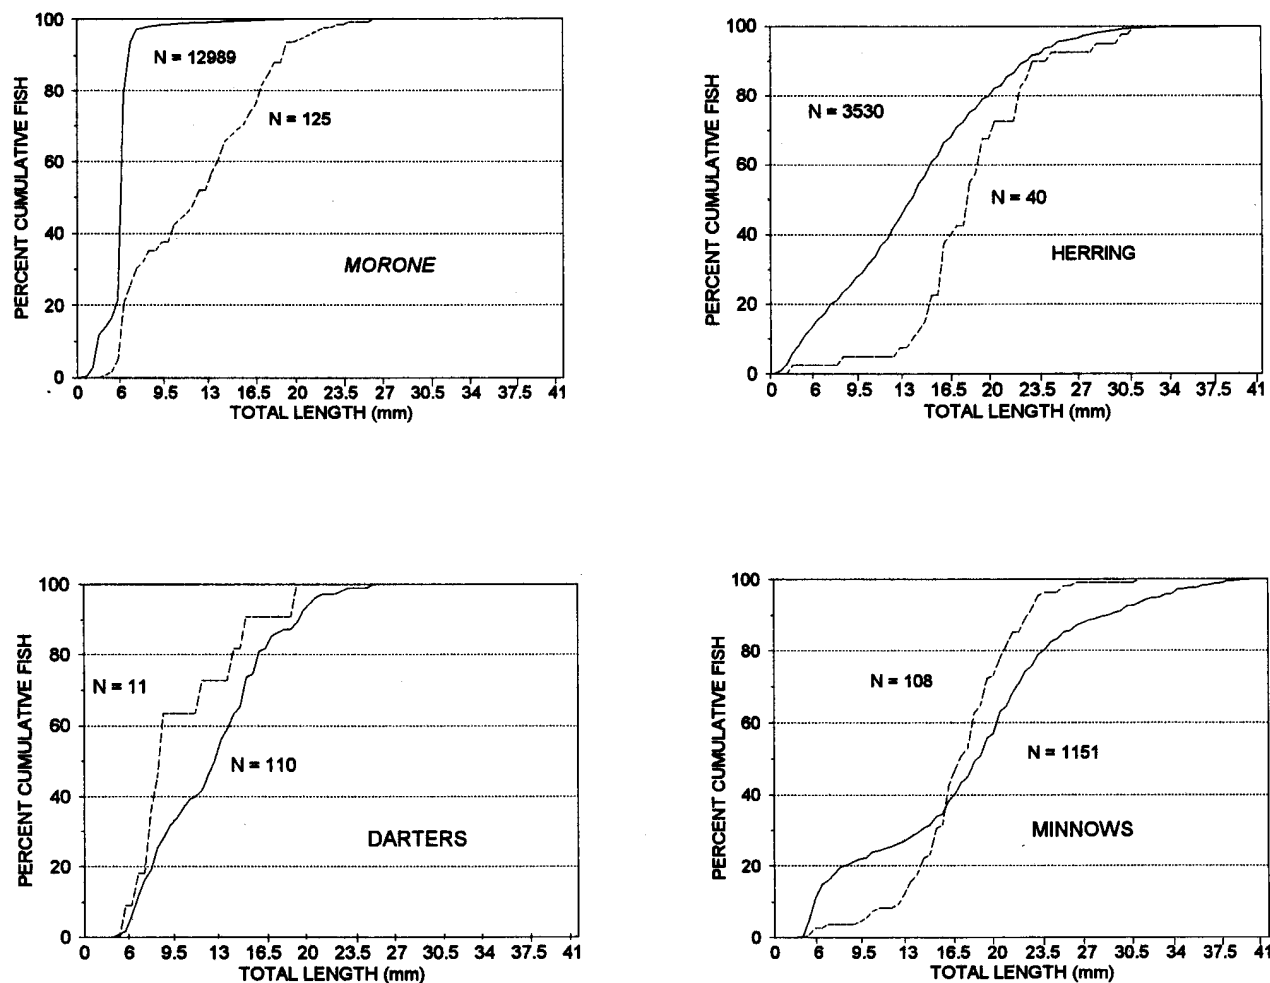 PERCENT CUMULATIVE FISH
100
80
60
40
20
0
N = 12989
N = 125
MORONE
0 6 9.5 13 16.5 20 23.5 27 30.5 34 37.5 41
TOTAL LENGTH (mm)
PERCENT CUMULATIVE FISH
100
80
60
40
20
0
N = 3530
N = 40
HERRING
0 6 9.5 13 16.5 20 23.5 27 30.5 34 37.5 41
TOTAL LENGTH (mm)
PERCENT CUMULATIVE FISH
100
80
60
40
20
0
N = 11
N = 110
DARTERS
0 6 9.5 13 16.5 20 23.5 27 30.5 34 37.5 41
TOTAL LENGTH (mm)
PERCENT CUMULATIVE FISH
100
80
60
40
20
0
N = 108
N = 1151
MINNOWS
0 6 9.5 13 16.5 20 23.5 27 30.5 34 37.5 41
TOTAL LENGTH (mm)